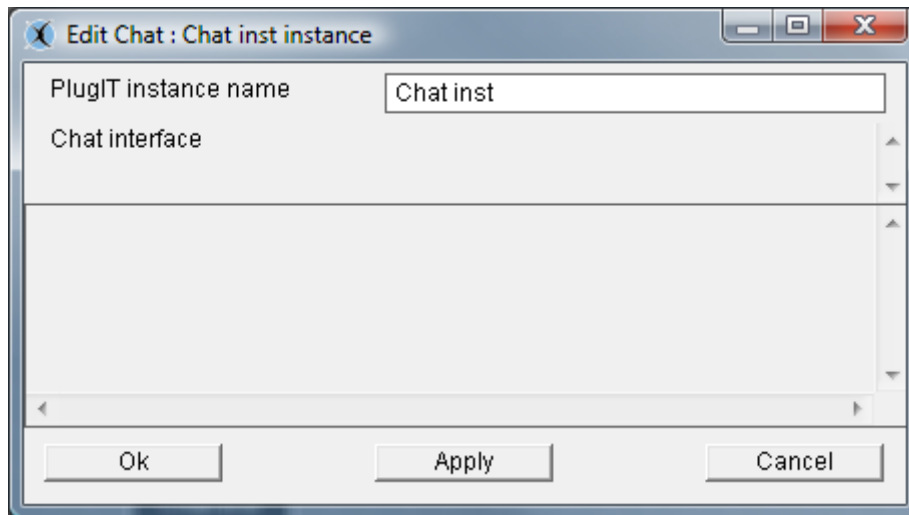 Edit Chat : Chat inst instance
PlugIT instance name
Chat inst
Chat interface
Ok
Apply
Cancel